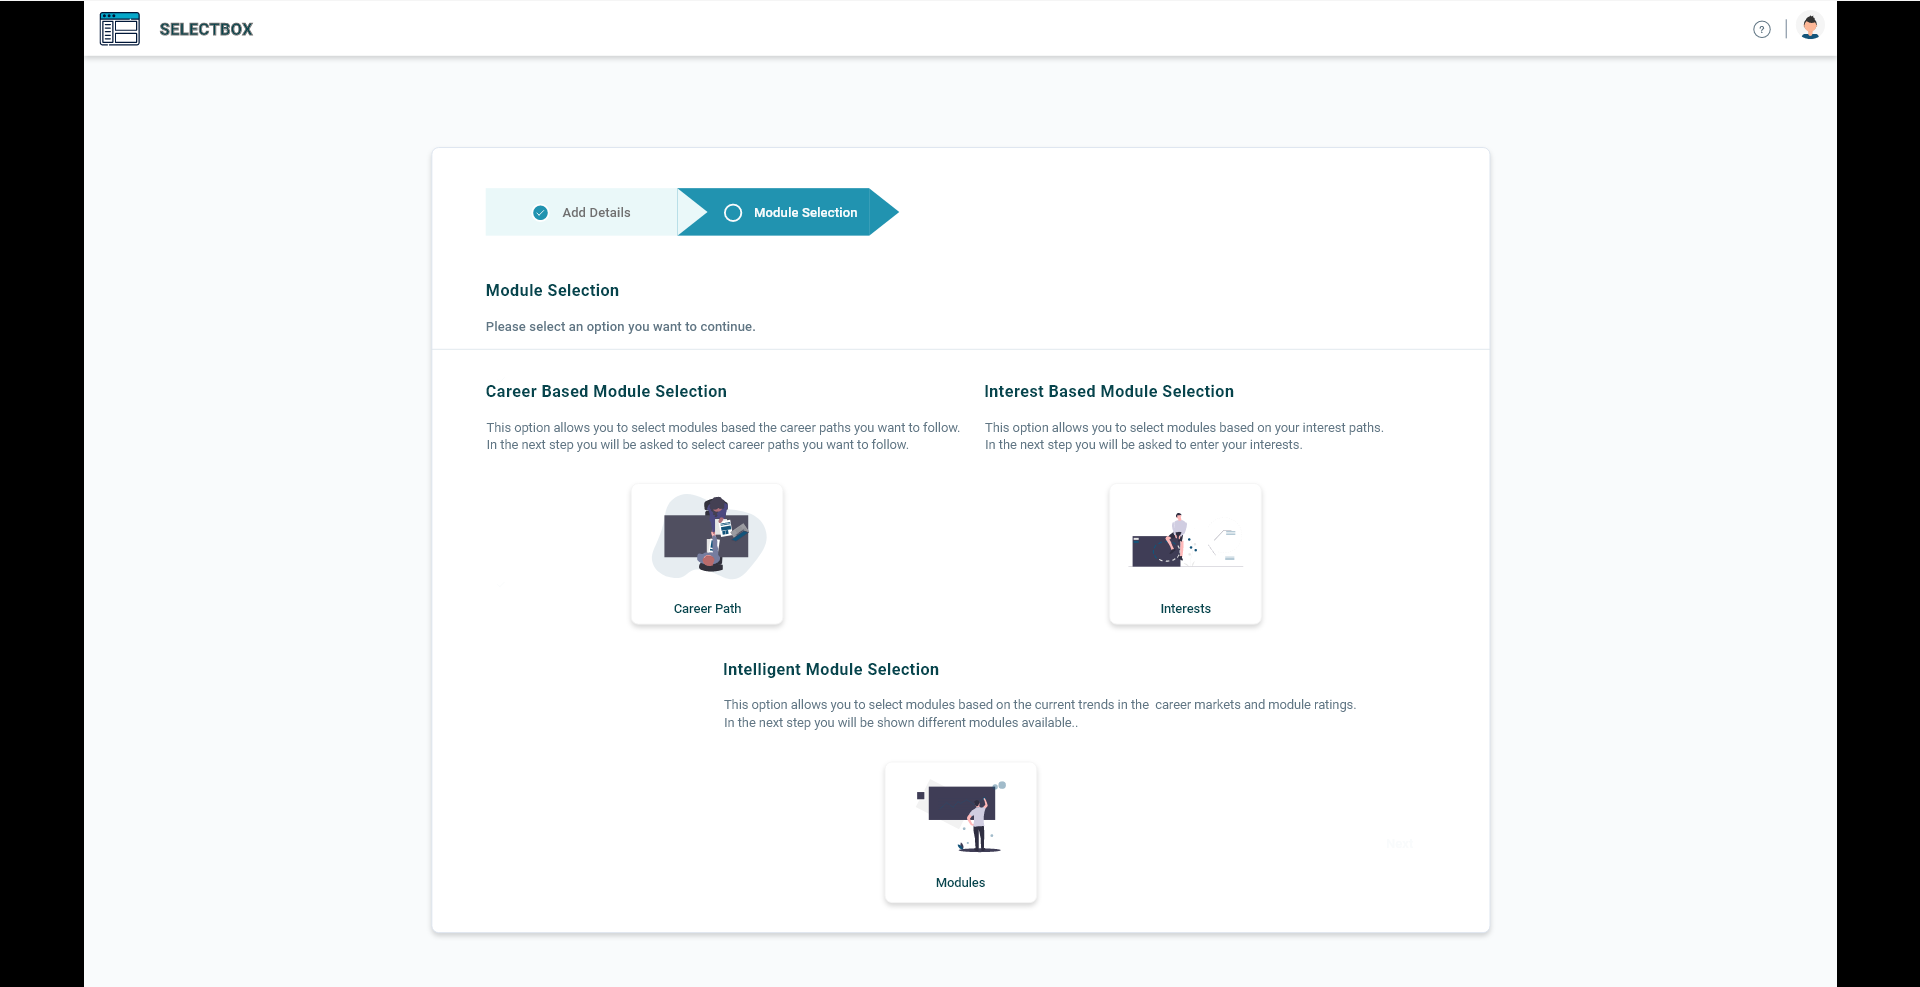 SELECTBOX
?
Add Details
Module Selection
Module Selection
Please select an option you want to continue.
Career Based Module Selection
This option allows you to select modules based the career paths you want to follow.
In the next step you will be asked to select career paths you want to follow.
Interest Based Module Selection
This option allows you to select modules based on your interest paths.
In the next step you will be asked to enter your interests.
Career Path
Interests
Intelligent Module Selection
This option allows you to select modules based on the current trends in the  career markets and module ratings.
In the next step you will be shown different modules available..
Modules